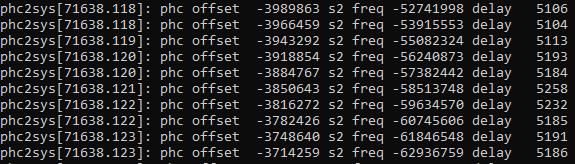 phc2sys[71638.118]: phc offset  -3989863 s2 freq -52741998 delay   5106
phc2sys[71638.118]: phc offset  -3966459 s2 freq -53915553 delay   5104
phc2sys[71638.119]: phc offset  -3943292 s2 freq -55082324 delay   5113
phc2sys[71638.120]: phc offset  -3918854 s2 freq -56240873 delay   5193
phc2sys[71638.120]: phc offset  -3884767 s2 freq -57382442 delay   5184
phc2sys[71638.121]: phc offset  -3850643 s2 freq -58513748 delay   5258
phc2sys[71638.122]: phc offset  -3816272 s2 freq -59634570 delay   5232
phc2sys[71638.122]: phc offset  -3782426 s2 freq -60745606 delay   5185
phc2sys[71638.123]: phc offset  -3748640 s2 freq -61846548 delay   5191
phc2sys[71638.123]: phc offset  -3714259 s2 freq -62936759 delay   5186